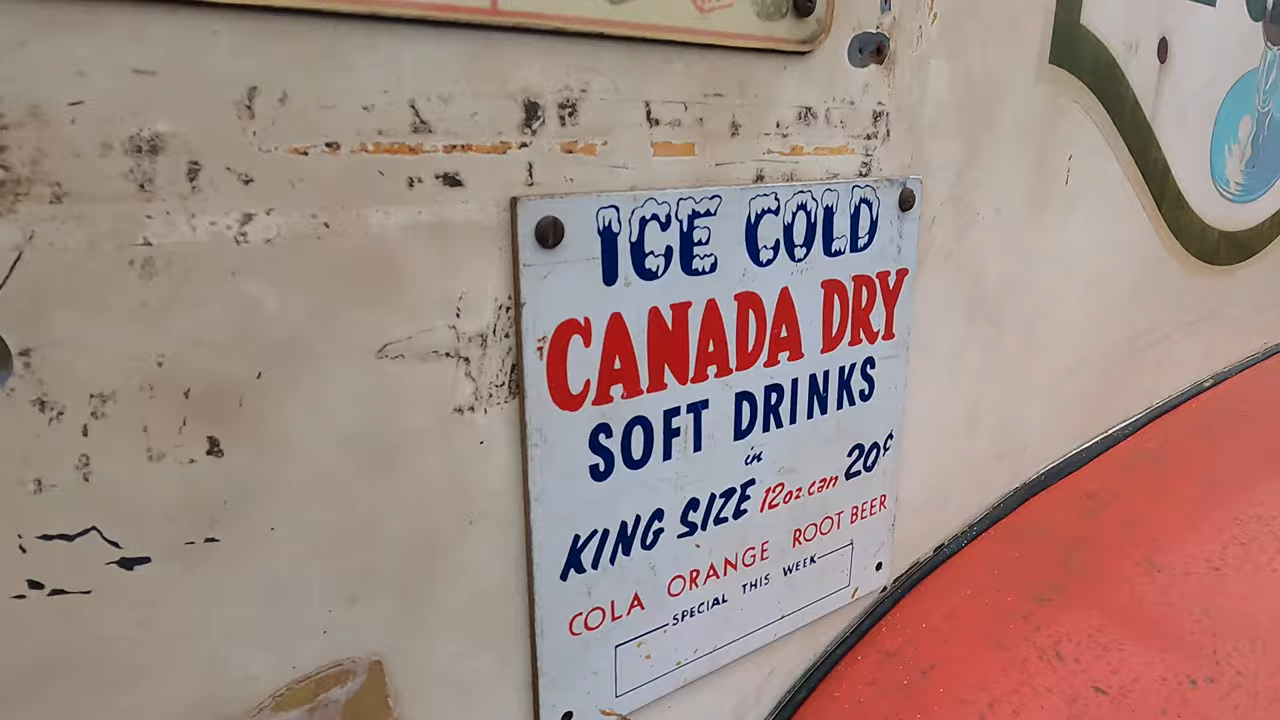 ICE COLD
CANADA DRY
SOFT DRINKS
in
KING SIZE 12oz. can 20¢
COLA ORANGE ROOT BEER
SPECIAL THIS WEEK